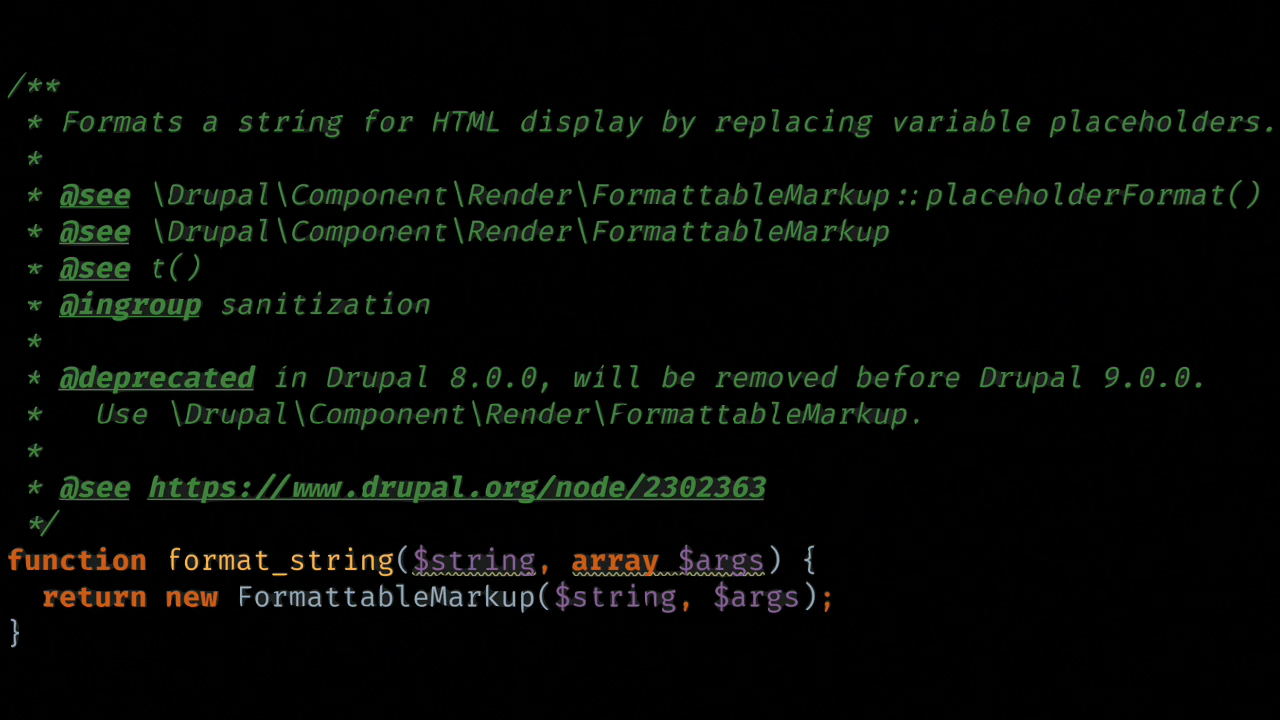 /**
 * Formats a string for HTML display by replacing variable placeholders.
 *
 * @see \Drupal\Component\Render\FormattableMarkup::placeholderFormat()
 * @see \Drupal\Component\Render\FormattableMarkup
 * @see t()
 * @ingroup sanitization
 *
 * @deprecated in Drupal 8.0.0, will be removed before Drupal 9.0.0.
 *   Use \Drupal\Component\Render\FormattableMarkup.
 *
 * @see https://www.drupal.org/node/2302363
 */
function format_string($string, array $args) {
  return new FormattableMarkup($string, $args);
}